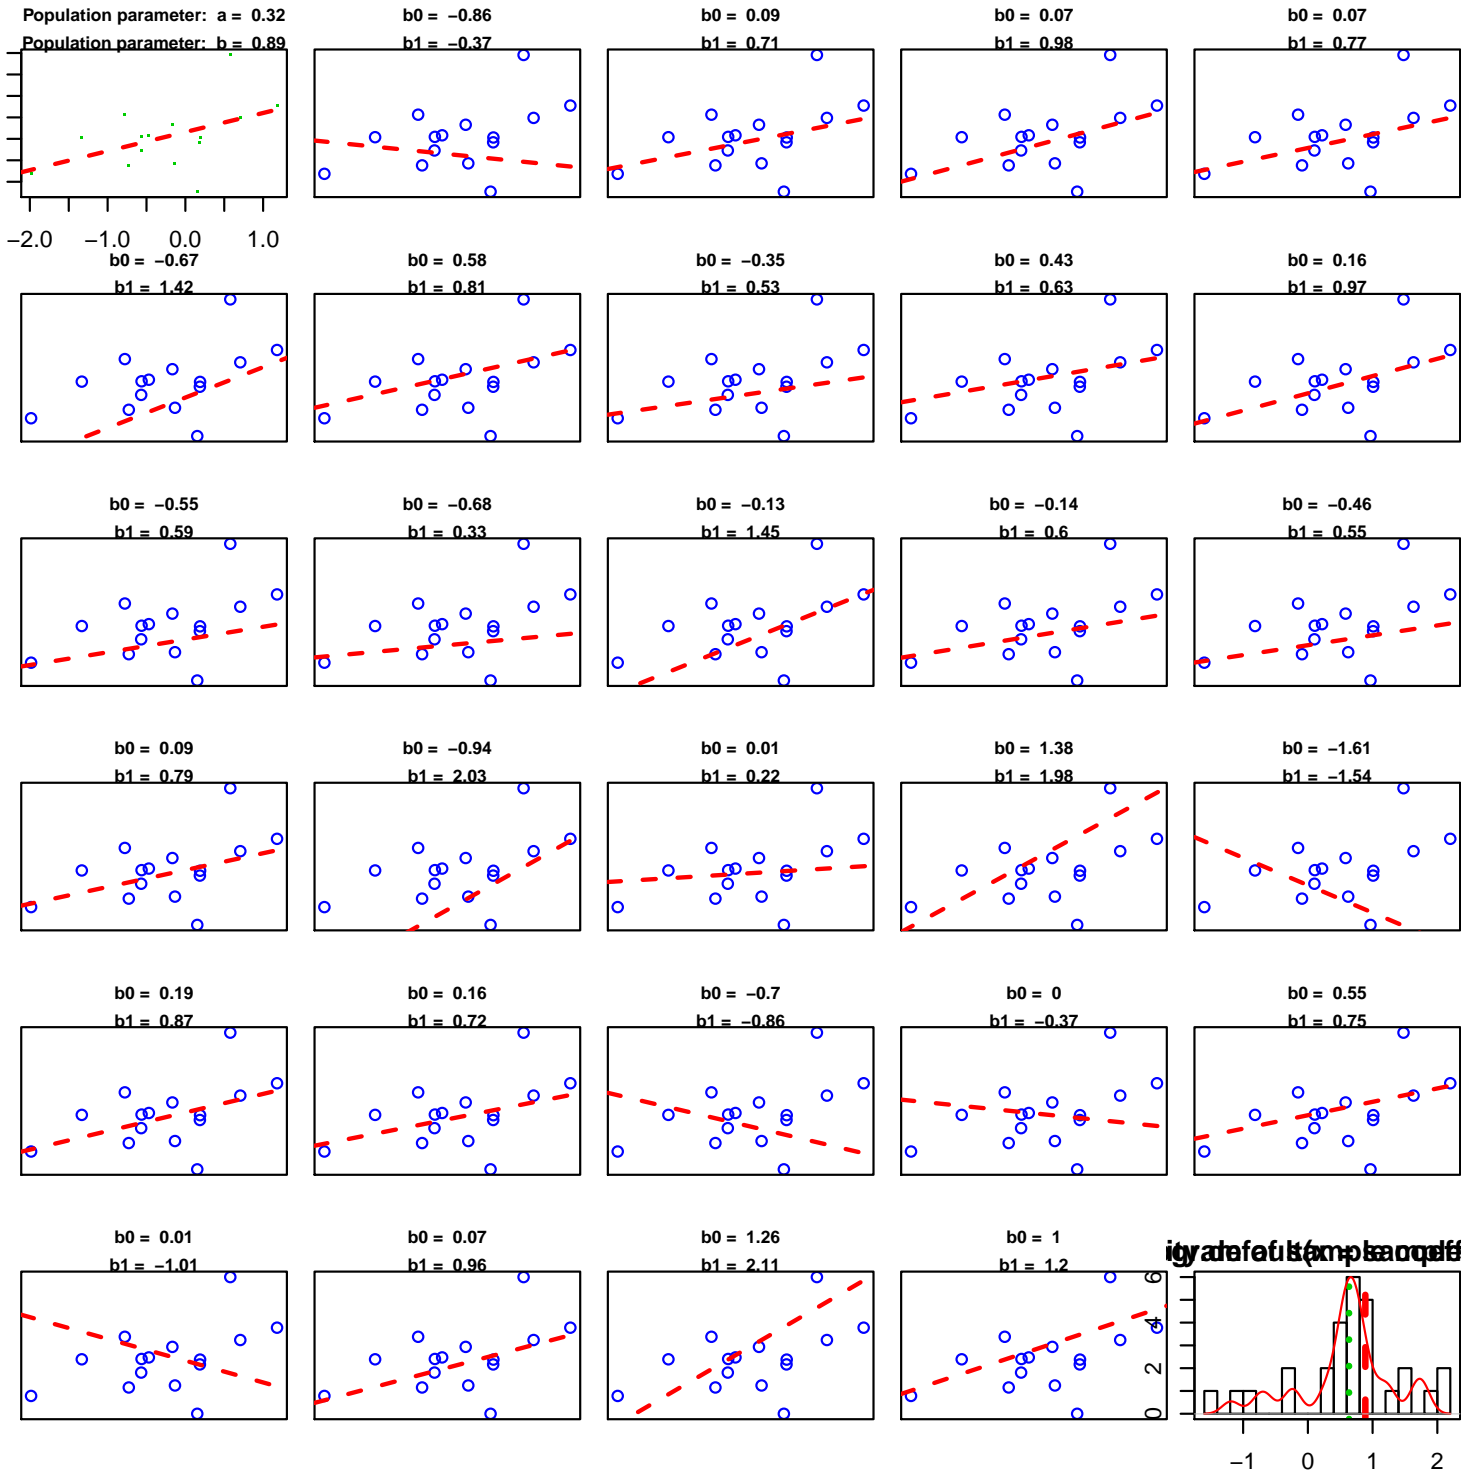 Population parameter: a = 0.32
Population parameter: b = 0.89
b0 = −0.86
b1 = −0.37
b0 = 0.09
b1 = 0.71
b0 = 0.07
b1 = 0.98
b0 = 0.07
b1 = 0.77
−2.0 −1.0 0.0 1.0
b0 = −0.67
b1 = 1.42
b0 = 0.58
b1 = 0.81
b0 = −0.35
b1 = 0.53
b0 = 0.43
b1 = 0.63
b0 = 0.16
b1 = 0.97
b0 = −0.55
b1 = 0.59
b0 = −0.68
b1 = 0.33
b0 = −0.13
b1 = 1.45
b0 = −0.14
b1 = 0.6
b0 = −0.46
b1 = 0.55
b0 = 0.09
b1 = 0.79
b0 = −0.94
b1 = 2.03
b0 = 0.01
b1 = 0.22
b0 = 1.38
b1 = 1.98
b0 = −1.61
b1 = −1.54
b0 = 0.19
b1 = 0.87
b0 = 0.16
b1 = 0.72
b0 = −0.7
b1 = −0.86
b0 = 0
b1 = −0.37
b0 = 0.55
b1 = 0.75
b0 = 0.01
b1 = −1.01
b0 = 0.07
b1 = 0.96
b0 = 1.26
b1 = 2.11
b0 = 1
b1 = 1.2
0 2 4 6
−1 0 1 2